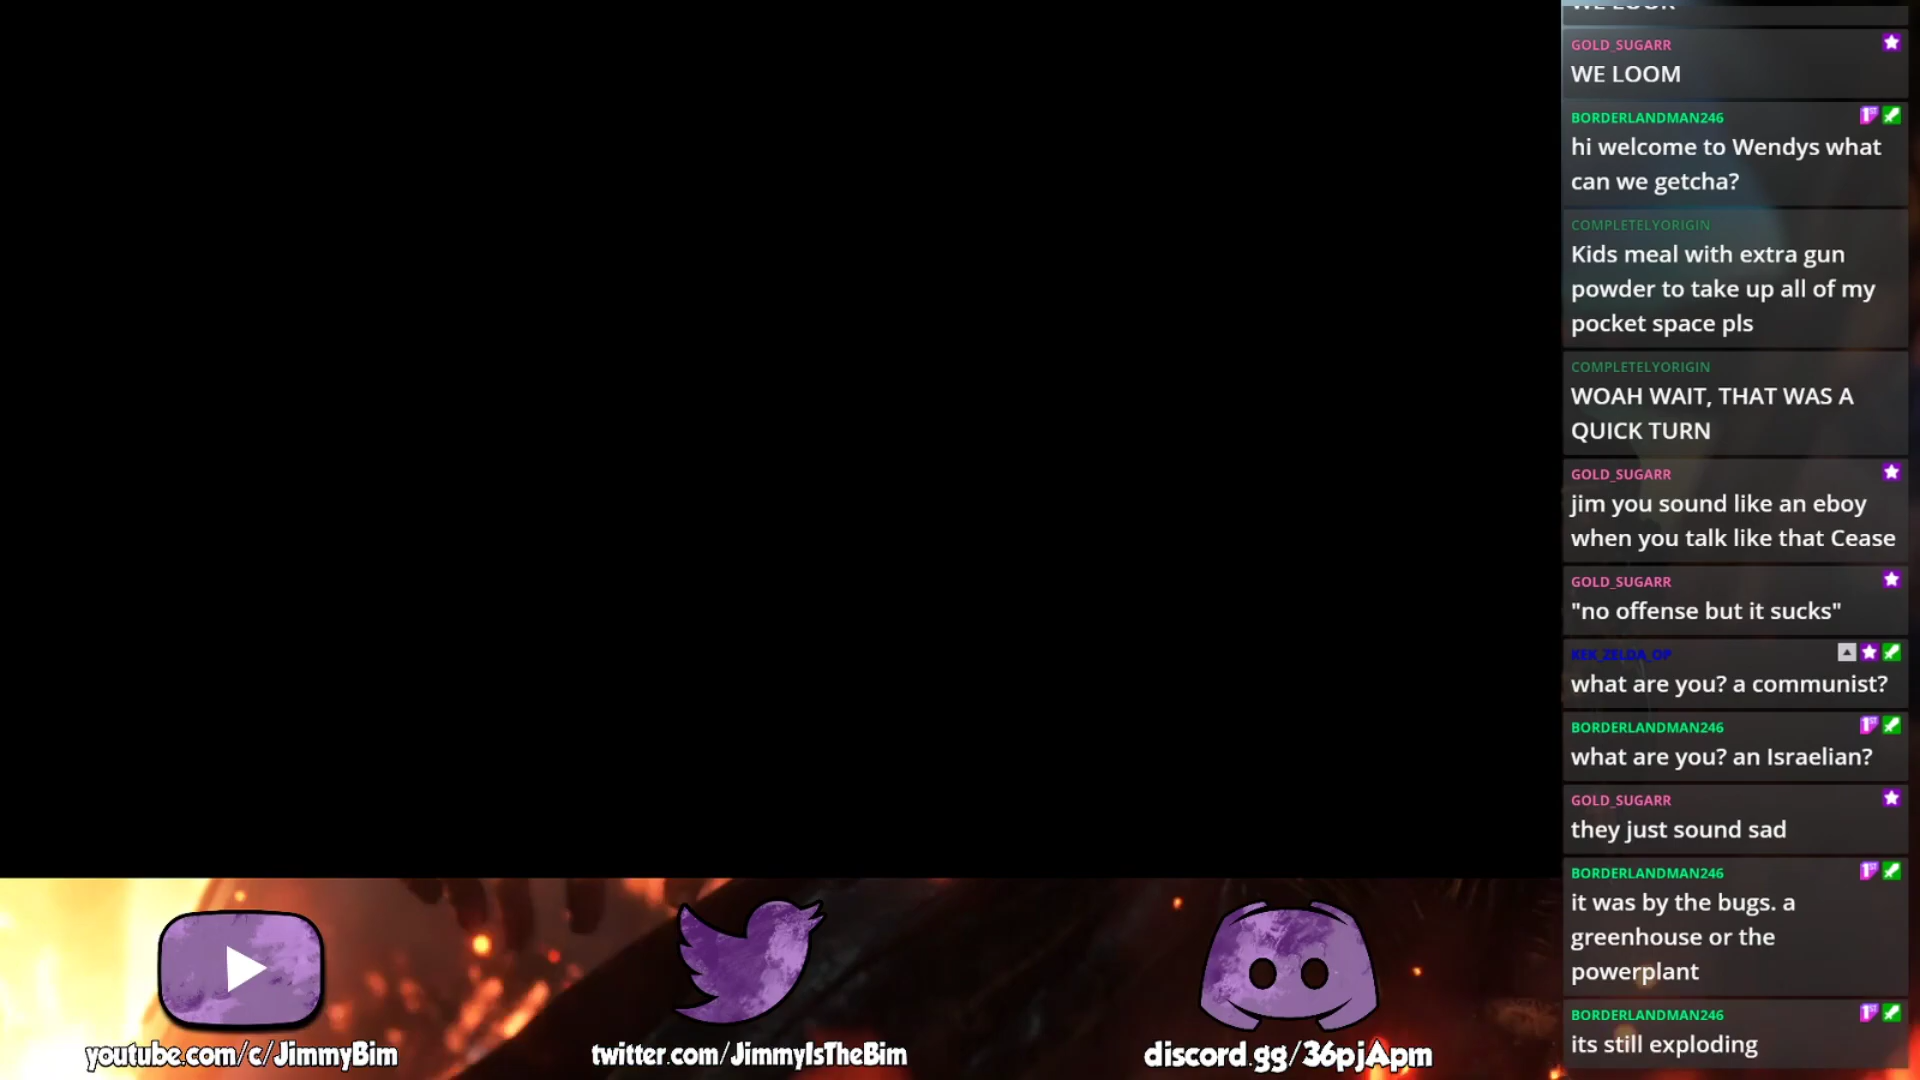 WE LOOK
GOLD_SUGARR
WE LOOM
BORDERLANDMAN246
hi welcome to Wendys what
can we getcha?
COMPLETELYORIGIN
Kids meal with extra gun
powder to take up all of my
pocket space pls
COMPLETELYORIGIN
WOAH WAIT, THAT WAS A
QUICK TURN
GOLD_SUGARR
jim you sound like an eboy
when you talk like that Cease
GOLD_SUGARR
"no offense but it sucks"
KEK_ZELDA_OP
what are you? a communist?
BORDERLANDMAN246
what are you? an Israelian?
GOLD_SUGARR
they just sound sad
BORDERLANDMAN246
it was by the bugs. a
greenhouse or the
powerplant
BORDERLANDMAN246
its still exploding
youtube.com/c/JimmyBim
twitter.com/JimmyIsTheBim
discord.gg/36pjApm